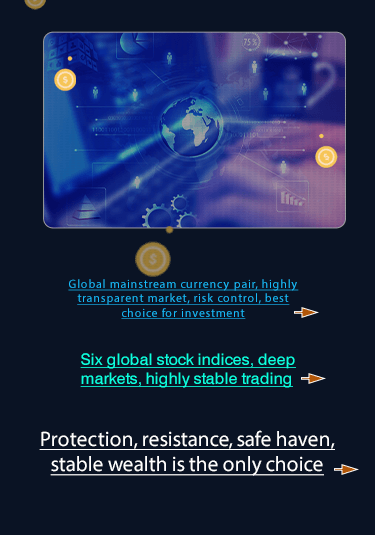 75 %
Global mainstream currency pair, highly
transparent market, risk control, best
choice for investment
Six global stock indices, deep
markets, highly stable trading
Protection, resistance, safe haven,
stable wealth is the only choice